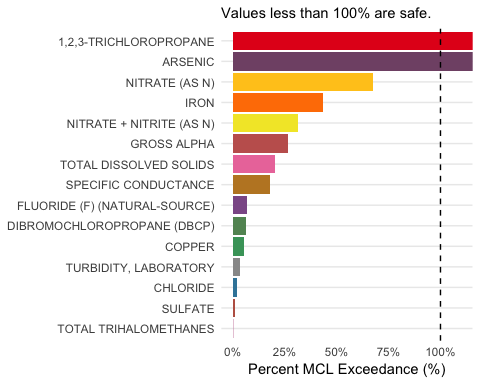 Values less than 100% are safe.
1,2,3-TRICHLOROPROPANE
ARSENIC
NITRATE (AS N)
IRON
NITRATE + NITRITE (AS N)
GROSS ALPHA
TOTAL DISSOLVED SOLIDS
SPECIFIC CONDUCTANCE
FLUORIDE (F) (NATURAL-SOURCE)
DIBROMOCHLOROPROPANE (DBCP)
COPPER
TURBIDITY, LABORATORY
CHLORIDE
SULFATE
TOTAL TRIHALOMETHANES
0% 25% 50% 75% 100%
Percent MCL Exceedance (%)